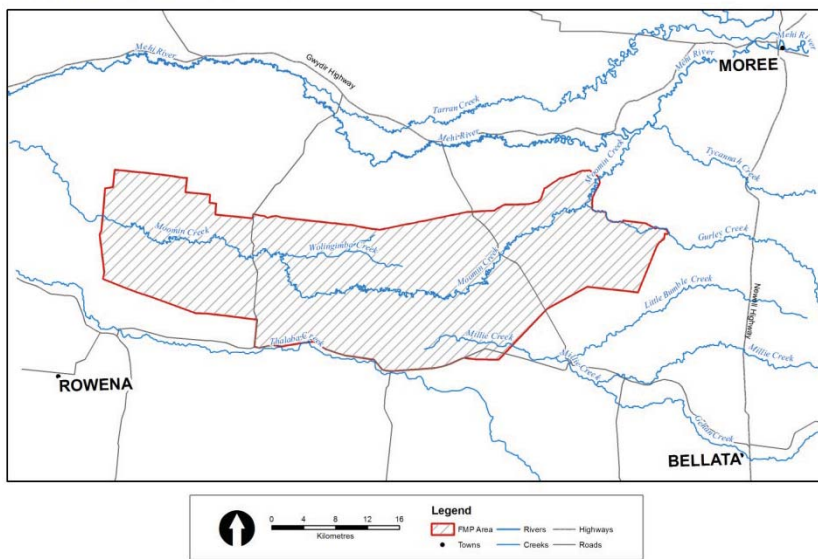 Mehi River
Mehi River
MOREE
Gwydir Highway
Mehi River
Tarran Creek
Mehi River
Tycannah Creek
Moomin Creek
Moomin Creek
Wolingimba Creek
Gurley Creek
Moomin Creek
Little Bumble Creek
Newell Highway
Thalaba Creek
Millie Creek
Millie Creek
Millie Creek
ROWENA
Creek
BELLATA
Legend
0 4 8 12 16
Kilometres
FMP Area
Rivers
Highways
Towns
Creeks
Roads